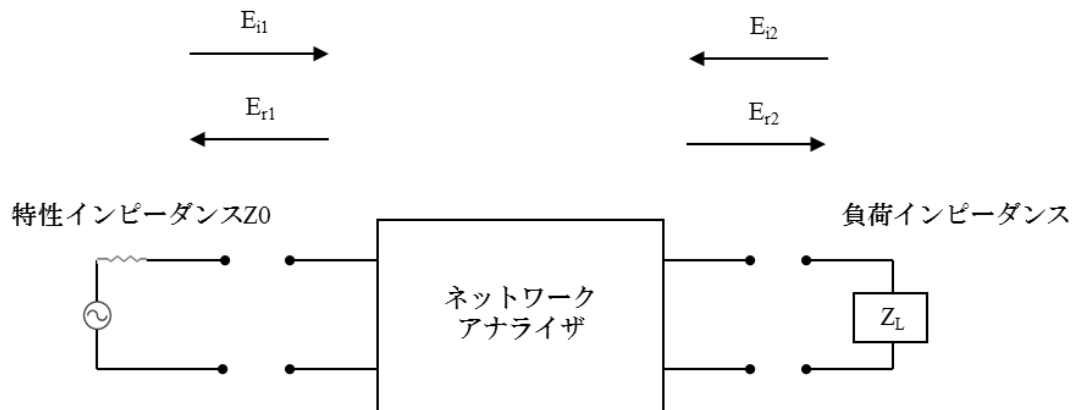 Ei1
Ei2
Er1
Er2
特性インピーダンスZ0
負荷インピーダンス
ネットワーク
アナライザ
ZL